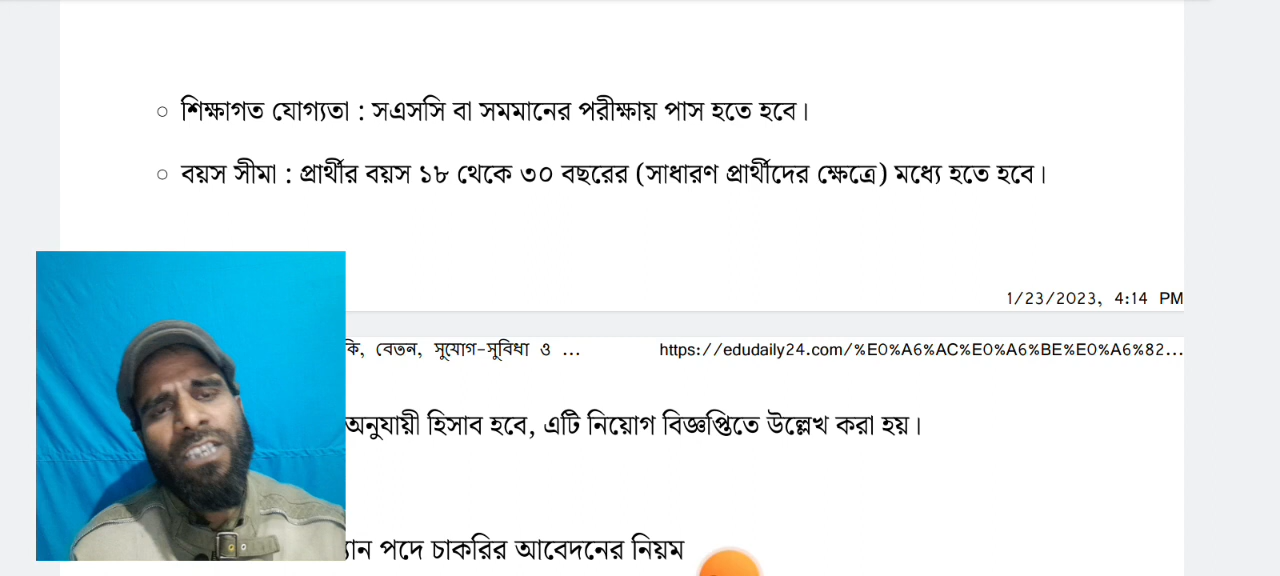 শিক্ষাগত যোগ্যতা : সএসসি বা সমমানের পরীক্ষায় পাস হতে হবে।
বয়স সীমা : প্রার্থীর বয়স ১৮ থেকে ৩০ বছরের (সাধারণ প্রার্থীদের ক্ষেত্রে) মধ্যে হতে হবে।
1/23/2023, 4:14 PM
বেতন, সুযোগ-সুবিধা ও ... https://edudaily24.com/%E0%A6%AC%E0%A6%BE%E0%A6%82...
অনুযায়ী হিসাব হবে, এটি নিয়োগ বিজ্ঞপ্তিতে উল্লেখ করা হয়।
পদে চাকরির আবেদনের নিয়ম